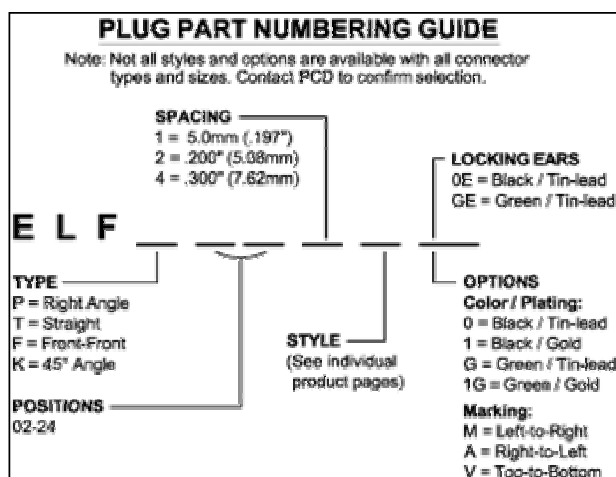 PLUG PART NUMBERING GUIDE
Note: Not all styles and options are available with all connector
types and sizes. Contact PCD to confirm selection.
SPACING
1 = 5.0mm (.197")
2 = .200" (5.08mm)
4 = .300" (7.62mm)
LOCKING EARS
0E = Black / Tin-lead
GE = Green / Tin-lead
E L F
TYPE
P = Right Angle
T = Straight
F = Front-Front
K = 45° Angle
POSITIONS
02-24
STYLE
(See individual
product pages)
OPTIONS
Color / Plating:
0 = Black / Tin-lead
1 = Black / Gold
G = Green / Tin-lead
1G = Green / Gold
Marking:
M = Left-to-Right
A = Right-to-Left
V = Top-to-Bottom